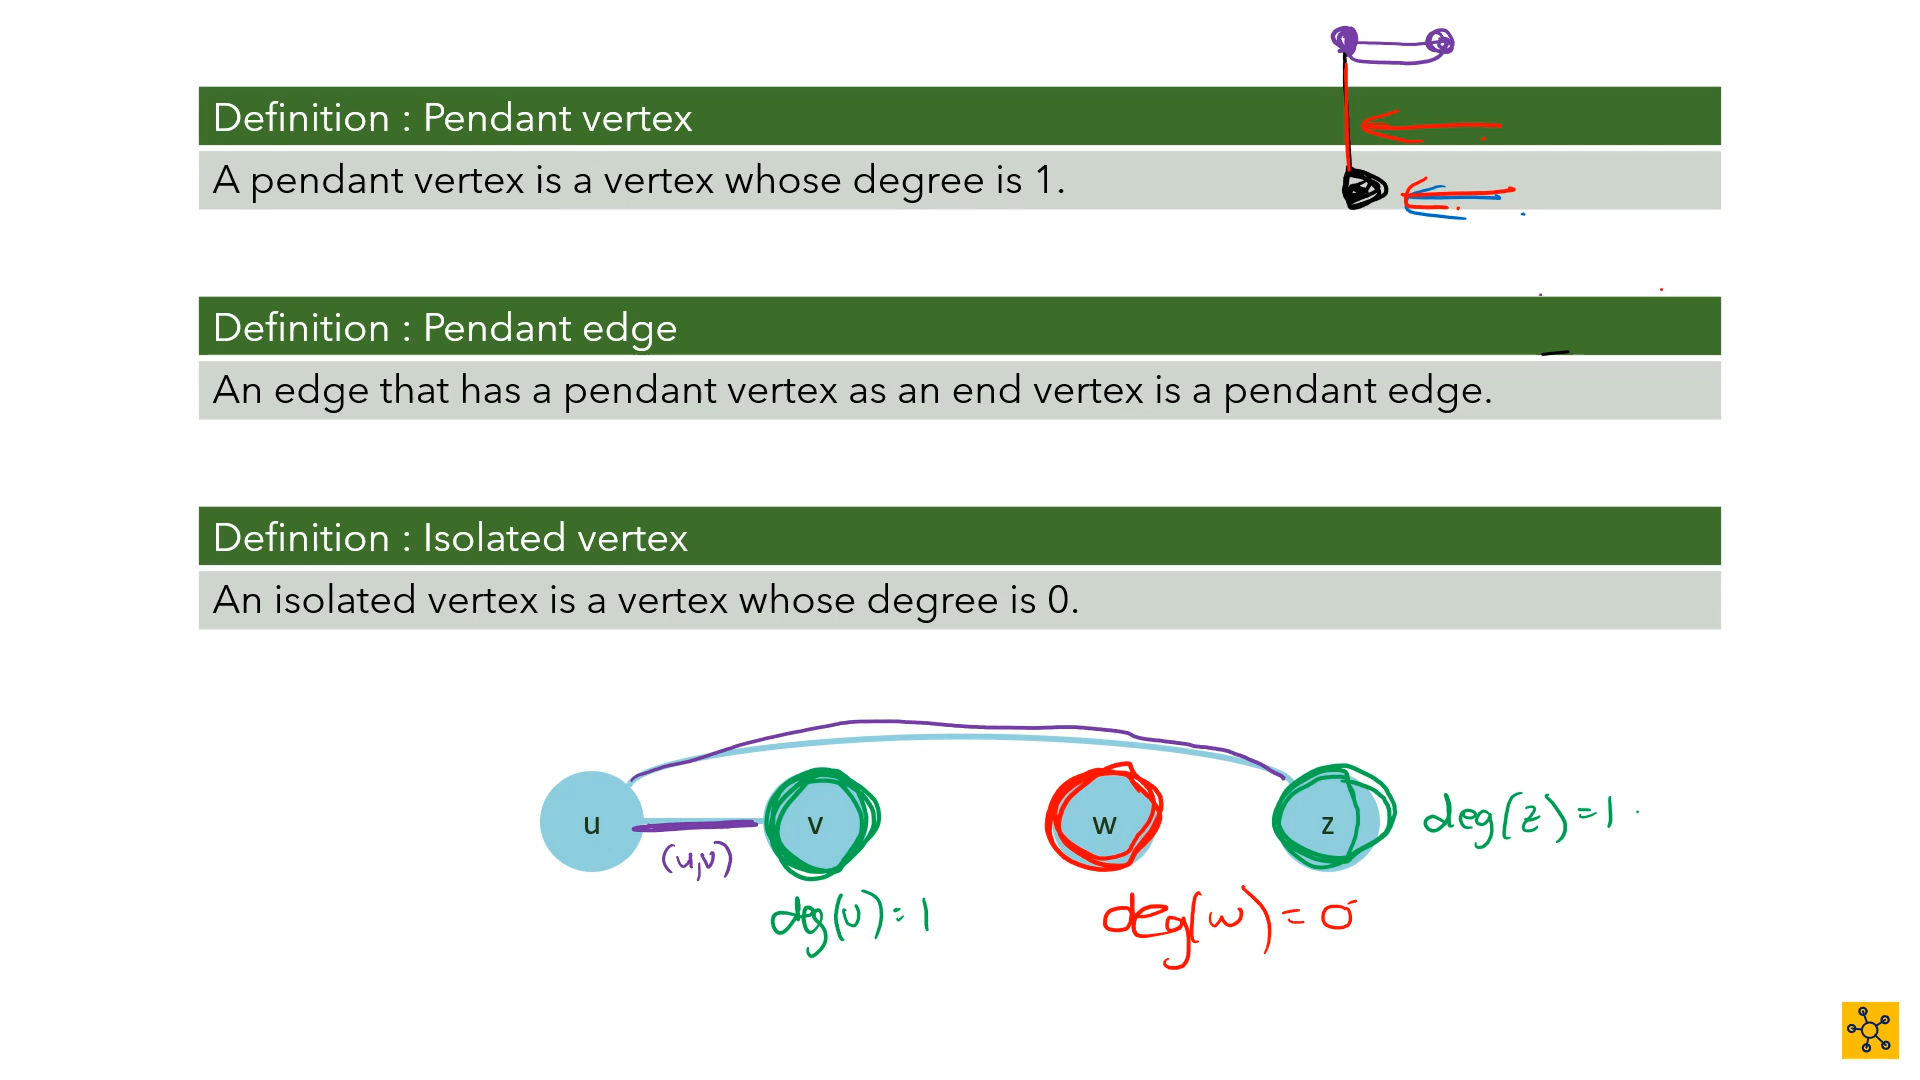 Definition : Pendant vertex
A pendant vertex is a vertex whose degree is 1.
Definition : Pendant edge
An edge that has a pendant vertex as an end vertex is a pendant edge.
Definition : Isolated vertex
An isolated vertex is a vertex whose degree is 0.
u v w z deg(z) = 1
(u,v)
deg(v) = 1 deg(w) = 0